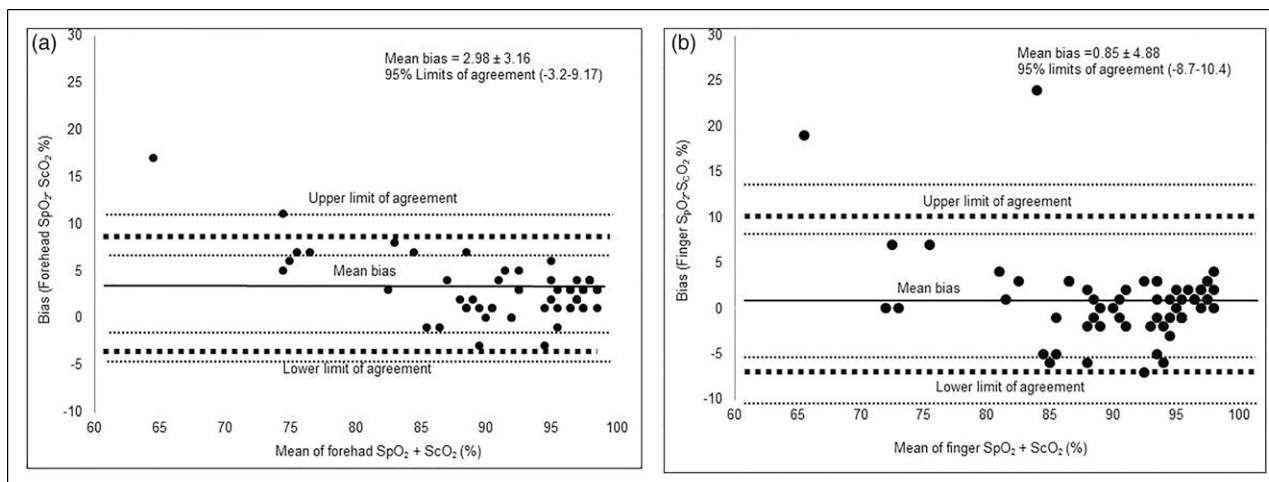 (a)
30
25
20
15
10
5
0
-5
-10
Bias (Forehead SpO₂- ScO₂ %)
Mean bias = 2.98 ± 3.16
95% Limits of agreement (-3.2-9.17)
Upper limit of agreement
Mean bias
Lower limit of agreement
60 65 70 75 80 85 90 95 100
Mean of forehad SpO₂ + ScO₂ (%)
(b)
30
25
20
15
10
5
0
-5
-10
Bias (Finger SpO₂-ScO₂ %)
Mean bias =0.85 ± 4.88
95% limits of agreement (-8.7-10.4)
Upper limit of agreement
Mean bias
Lower limit of agreement
60 65 70 75 80 85 90 95 100
Mean of finger SpO₂ + ScO₂ (%)